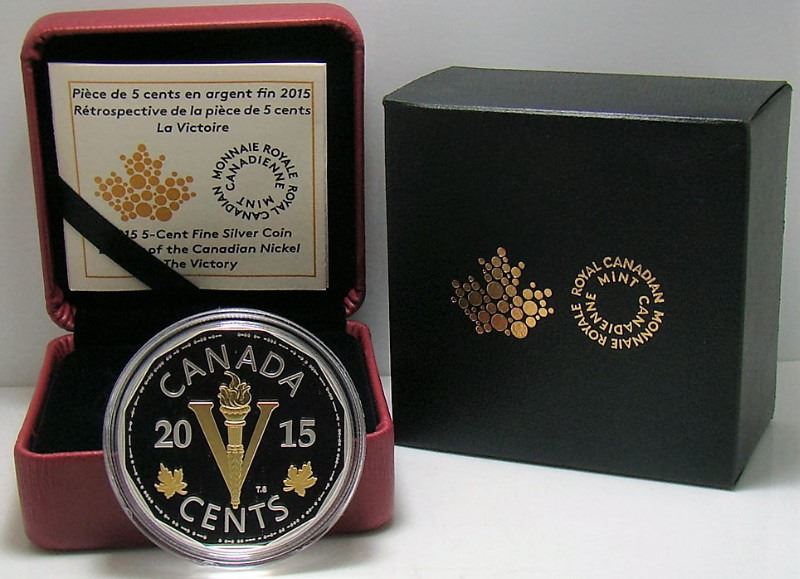 Pièce de 5 cents en argent fin 2015
Rétrospective de la pièce de 5 cents
La Victoire
MONNAIE ROYALE CANADIENNE
ROYAL CANADIAN MINT
15 5-Cent Fine Silver Coin
of the Canadian Nickel
The Victory
ROYAL CANADIAN MINT
MONNAIE ROYALE CANADIENNE
CANADA
20 V 15
T.S
CENTS